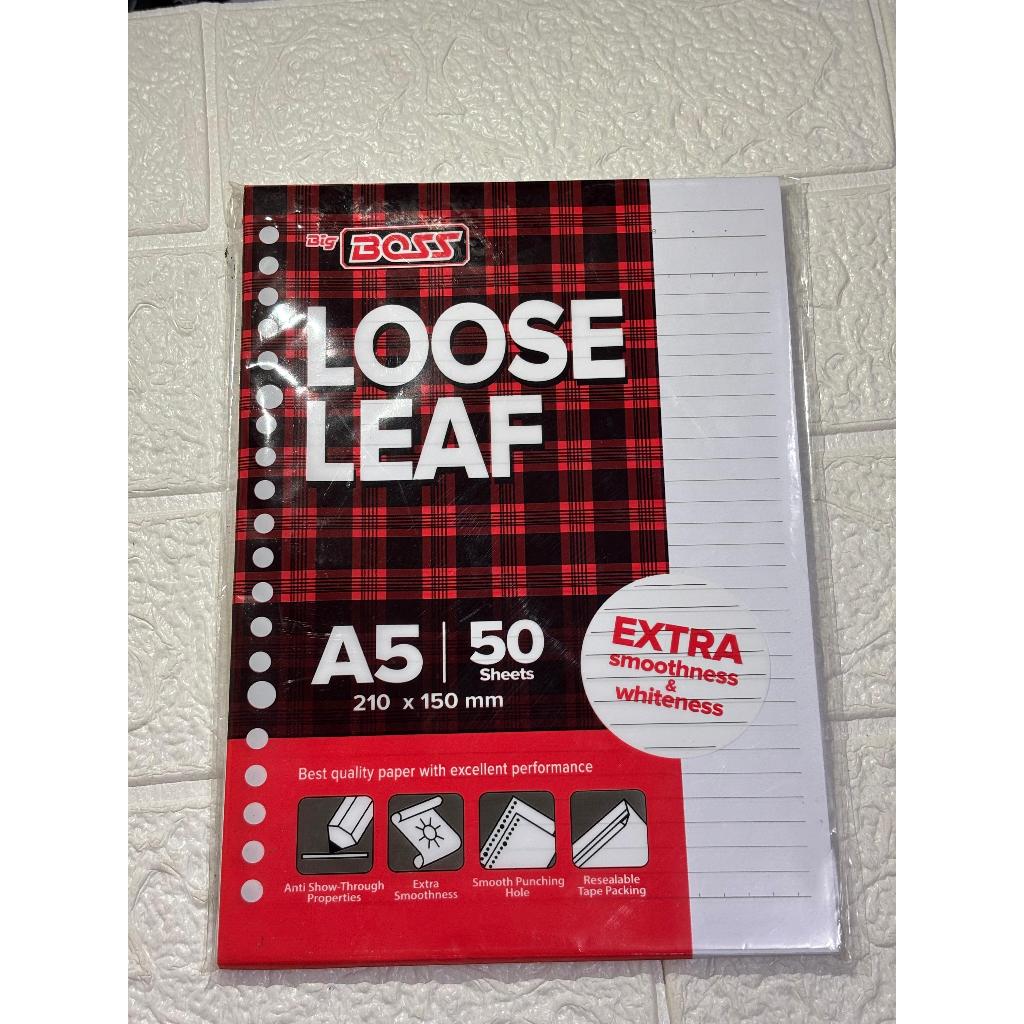 Big BOSS
LOOSE
LEAF
A5 | 50
Sheets
210 x 150 mm
EXTRA
smoothness
&
whiteness
Best quality paper with excellent performance
Anti Show-Through
Properties
Extra
Smoothness
Smooth Punching
Hole
Resealable
Tape Packing